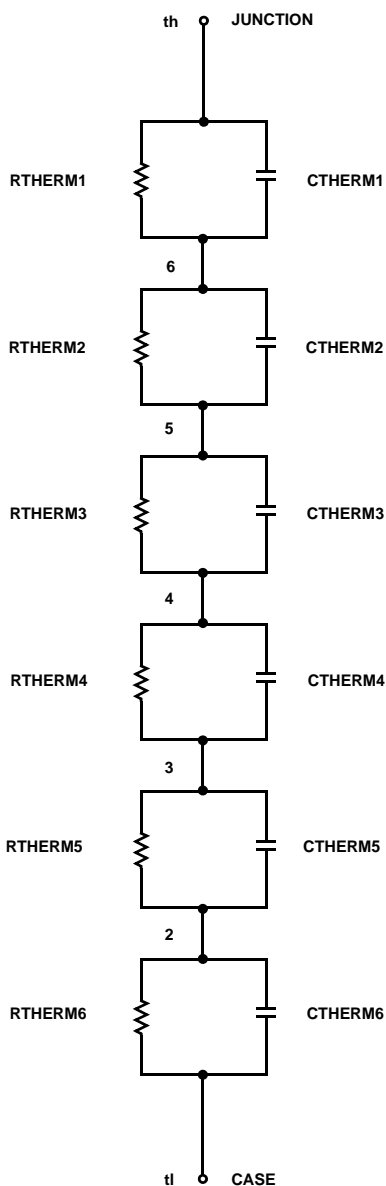 th JUNCTION
RTHERM1 CTHERM1
6
RTHERM2 CTHERM2
5
RTHERM3 CTHERM3
4
RTHERM4 CTHERM4
3
RTHERM5 CTHERM5
2
RTHERM6 CTHERM6
tl CASE